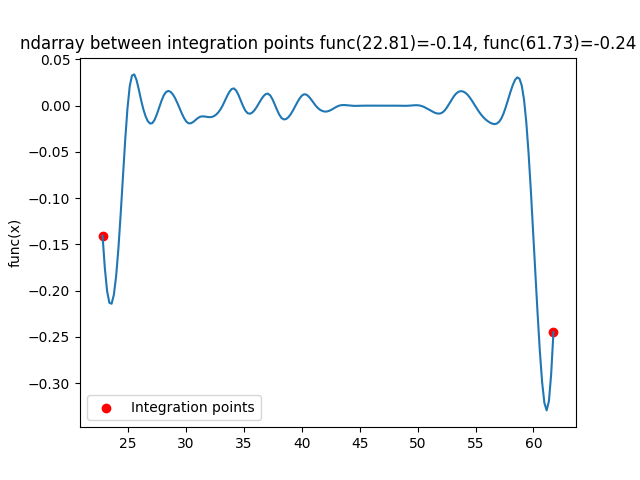 ndarray between integration points func(22.81)=-0.14, func(61.73)=-0.24
0.05
0.00
−0.05
−0.10
−0.15
−0.20
−0.25
−0.30
func(x)
Integration points
25 30 35 40 45 50 55 60